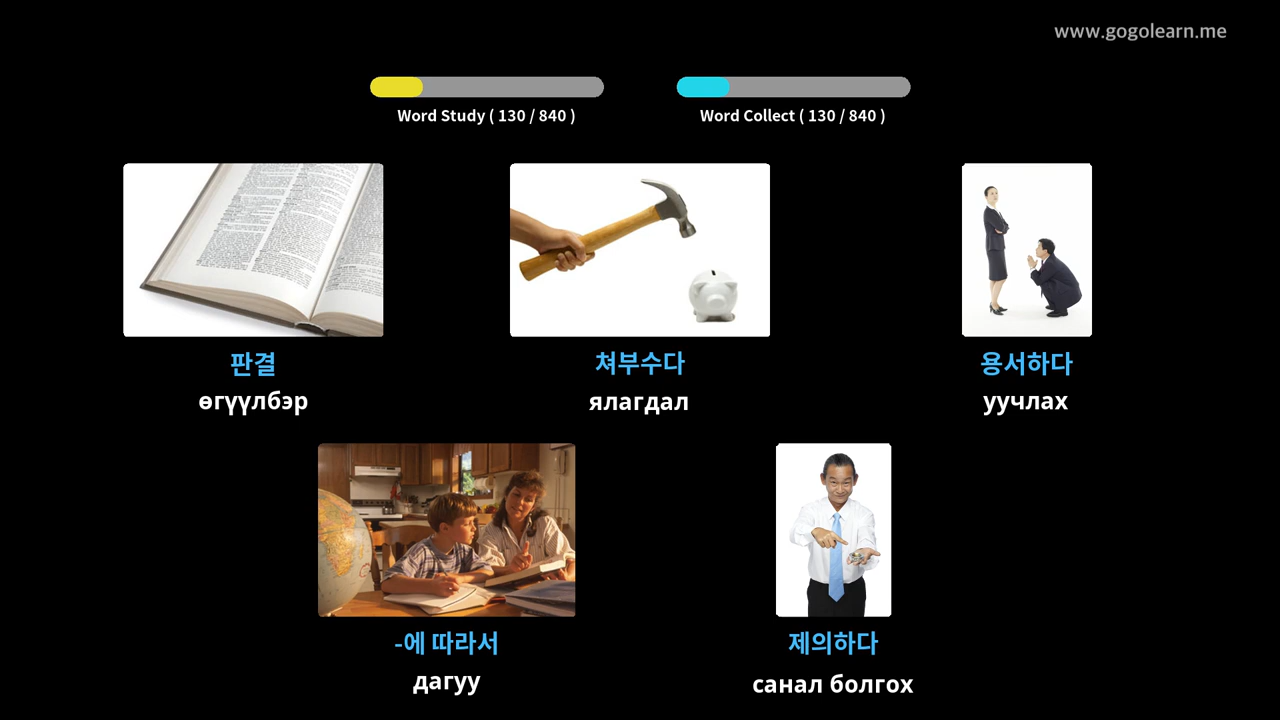 www.gogolearn.me
Word Study ( 130 / 840 )
Word Collect ( 130 / 840 )
판결
өгүүлбэр
쳐부수다
ялагдал
용서하다
уучлах
-에 따라서
дагуу
제의하다
санал болгох